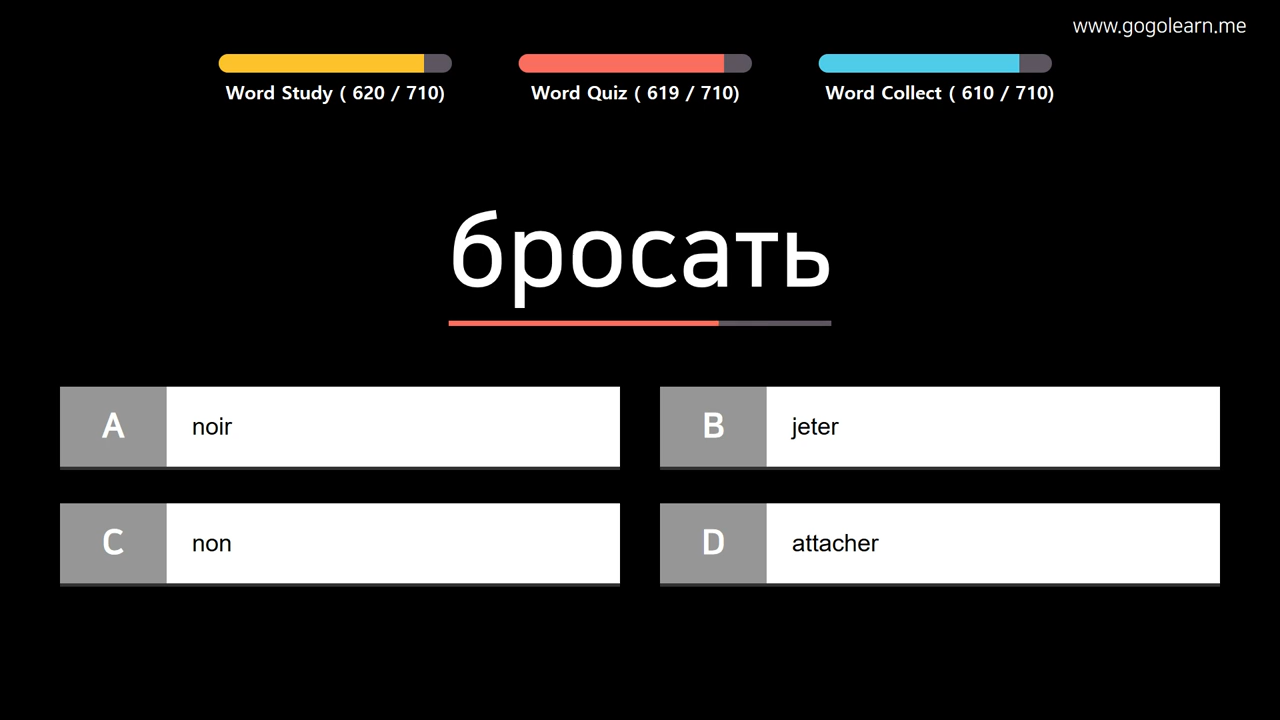 www.gogolearn.me
Word Study ( 620 / 710)
Word Quiz ( 619 / 710)
Word Collect ( 610 / 710)
бросать
A noir
B jeter
C non
D attacher